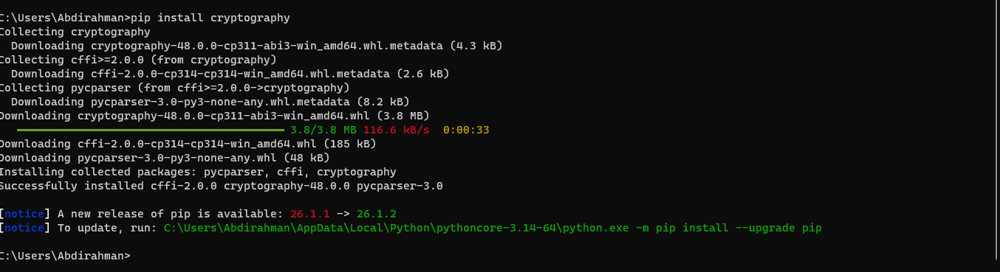 C:\Users\Abdirahman>pip install cryptography
Collecting cryptography
  Downloading cryptography-48.0.0-cp311-abi3-win_amd64.whl.metadata (4.3 kB)
Collecting cffi>=2.0.0 (from cryptography)
  Downloading cffi-2.0.0-cp314-cp314-win_amd64.whl.metadata (2.6 kB)
Collecting pycparser (from cffi>=2.0.0->cryptography)
  Downloading pycparser-3.0-py3-none-any.whl.metadata (8.2 kB)
Downloading cryptography-48.0.0-cp311-abi3-win_amd64.whl (3.8 MB)
3.8/3.8 MB 116.6 kB/s  0:00:33
Downloading cffi-2.0.0-cp314-cp314-win_amd64.whl (185 kB)
Downloading pycparser-3.0-py3-none-any.whl (48 kB)
Installing collected packages: pycparser, cffi, cryptography
Successfully installed cffi-2.0.0 cryptography-48.0.0 pycparser-3.0
[notice] A new release of pip is available: 26.1.1 -> 26.1.2
[notice] To update, run: C:\Users\Abdirahman\AppData\Local\Python\pythoncore-3.14-64\python.exe -m pip install --upgrade pip
C:\Users\Abdirahman>